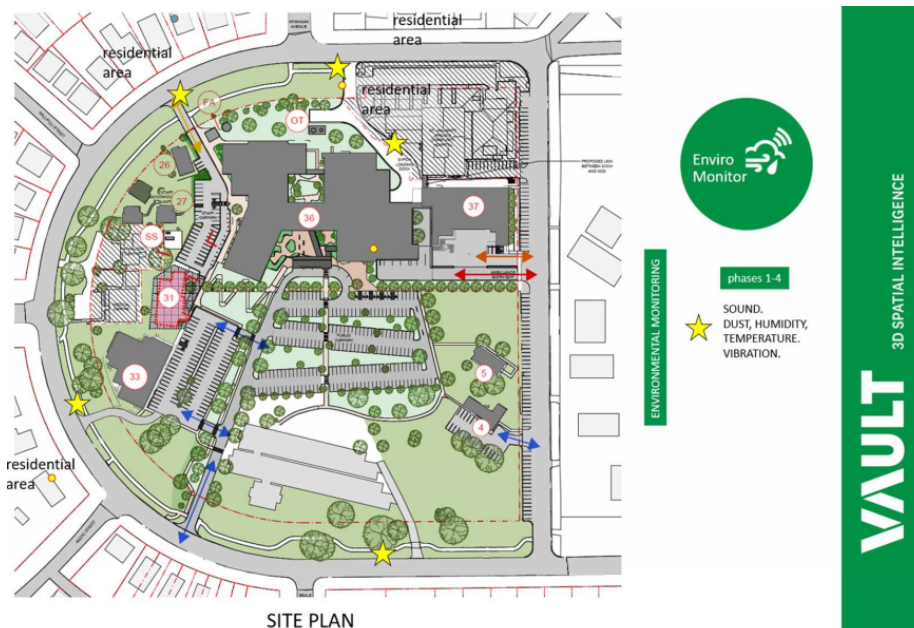 residential
area
residential
area
residential
area
FA
OT
26
27
36
37
SS
31
33
5
4
residential
area
SITE PLAN
Enviro
Monitor
ENVIRONMENTAL MONITORING
phases 1-4
SOUND.
DUST, HUMIDITY,
TEMPERATURE.
VIBRATION.
VAULT
3D SPATIAL INTELLIGENCE